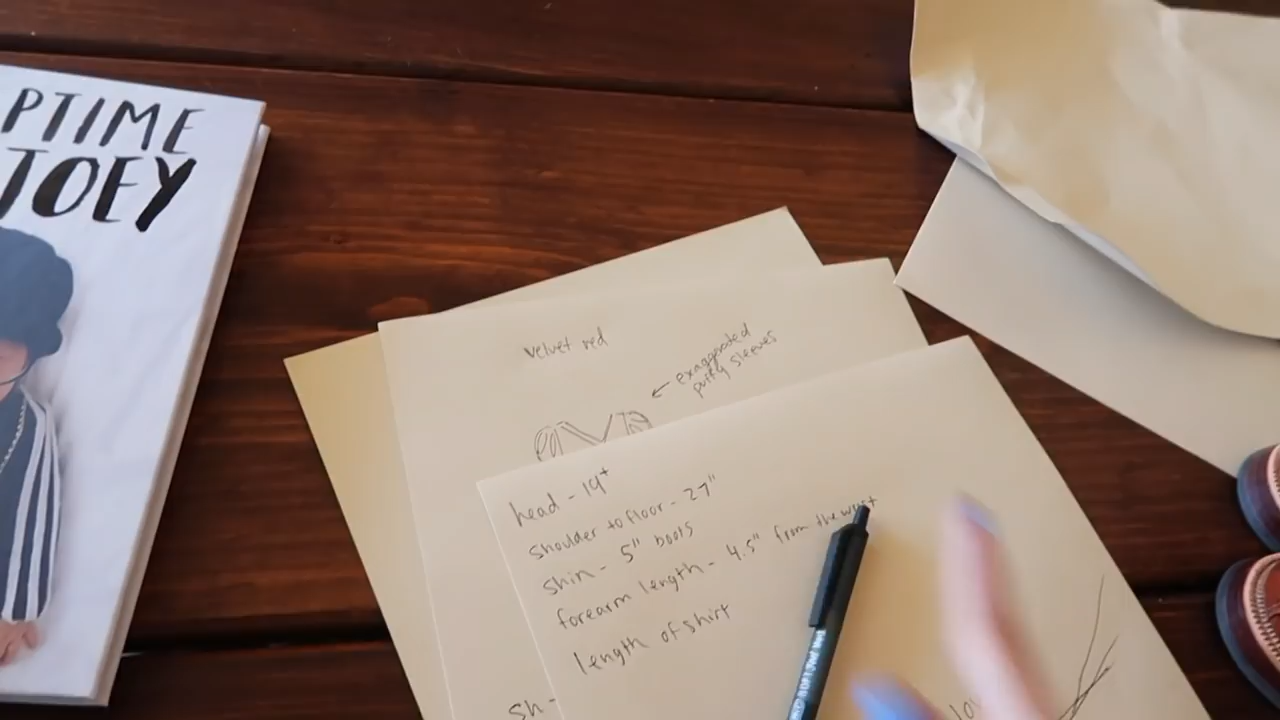 PTIME
JOEY
velvet red
← exaggerated
puffy sleeves
head - 19"
shoulder to floor - 27"
shin - 5" boots
forearm length - 4.5" from the wrist
length of shirt
sh-